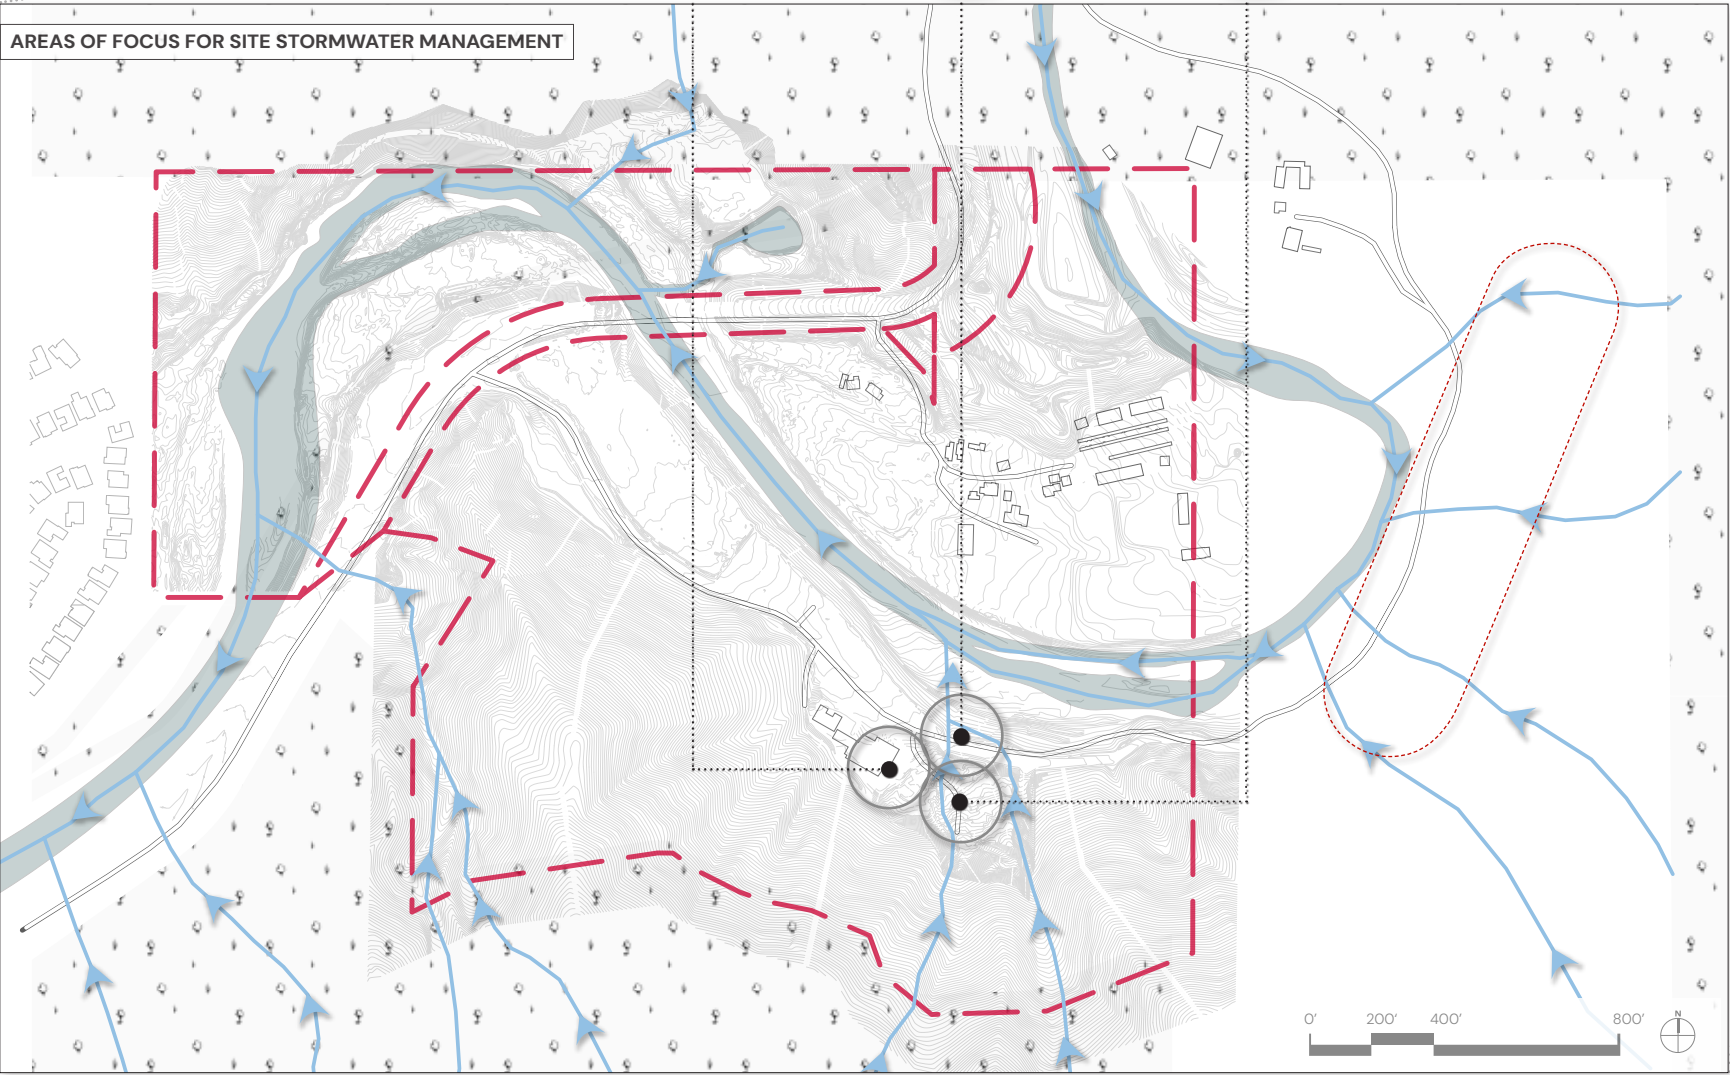 AREAS OF FOCUS FOR SITE STORMWATER MANAGEMENT
0' 200' 400' 800'
N